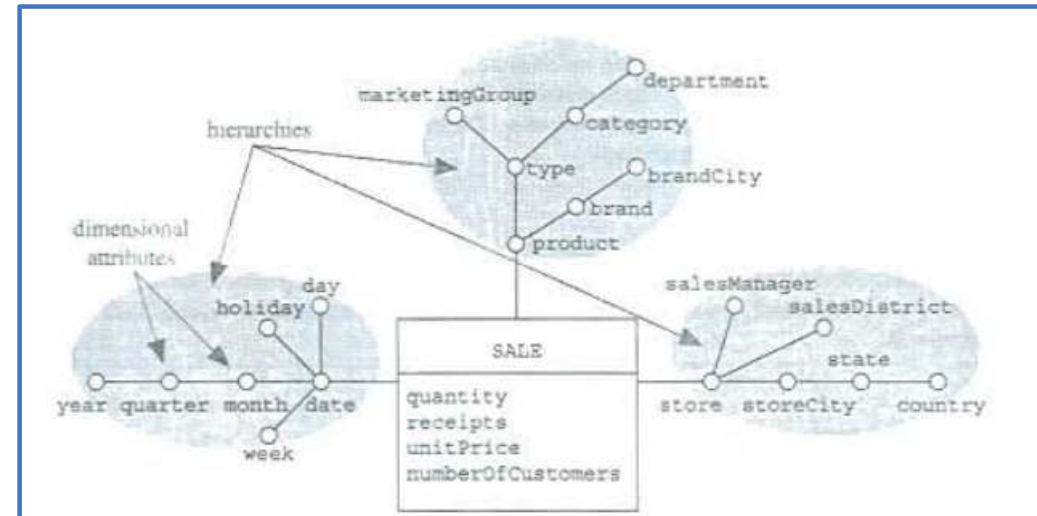 department
marketingGroup
category
hierarchies
type
brandCity
brand
dimensional
attributes
product
day
holiday
salesManager
salesDistrict
SALE
state
year quarter month date
store storeCity country
week
quantity
receipts
unitPrice
numberOfCustomers